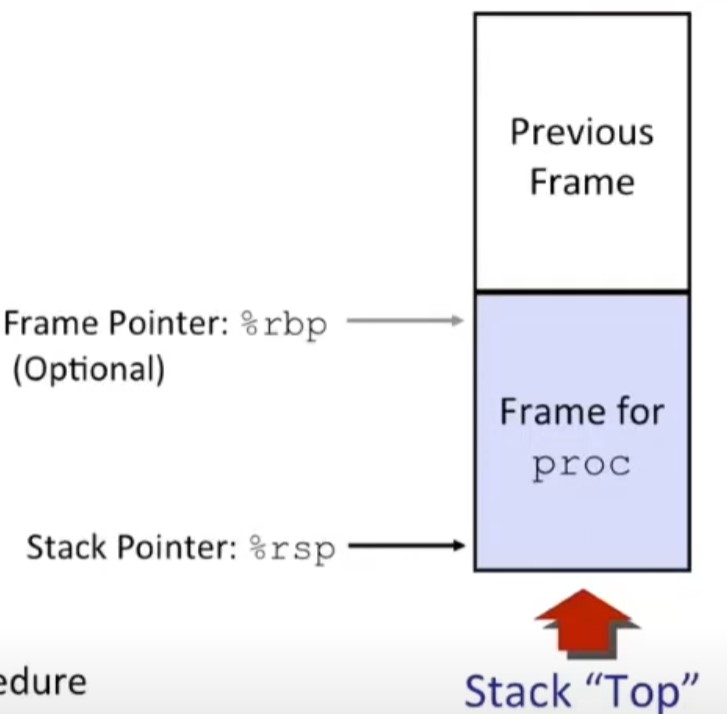 Previous
Frame
Frame Pointer: %rbp
(Optional)
Frame for
proc
Stack Pointer: %rsp
edure
Stack “Top”